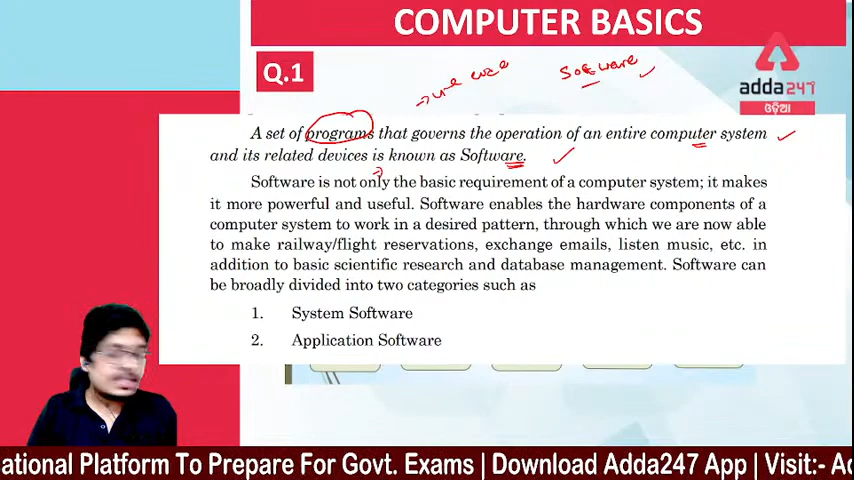 COMPUTER BASICS
Q.1
Software
adda247
ଓଡ଼ିଆ
A set of programs that governs the operation of an entire computer system
and its related devices is known as Software.
Software is not only the basic requirement of a computer system; it makes
it more powerful and useful. Software enables the hardware components of a
computer system to work in a desired pattern, through which we are now able
to make railway/flight reservations, exchange emails, listen music, etc. in
addition to basic scientific research and database management. Software can
be broadly divided into two categories such as
1. System Software
2. Application Software
ational Platform To Prepare For Govt. Exams | Download Adda247 App | Visit:- Ad